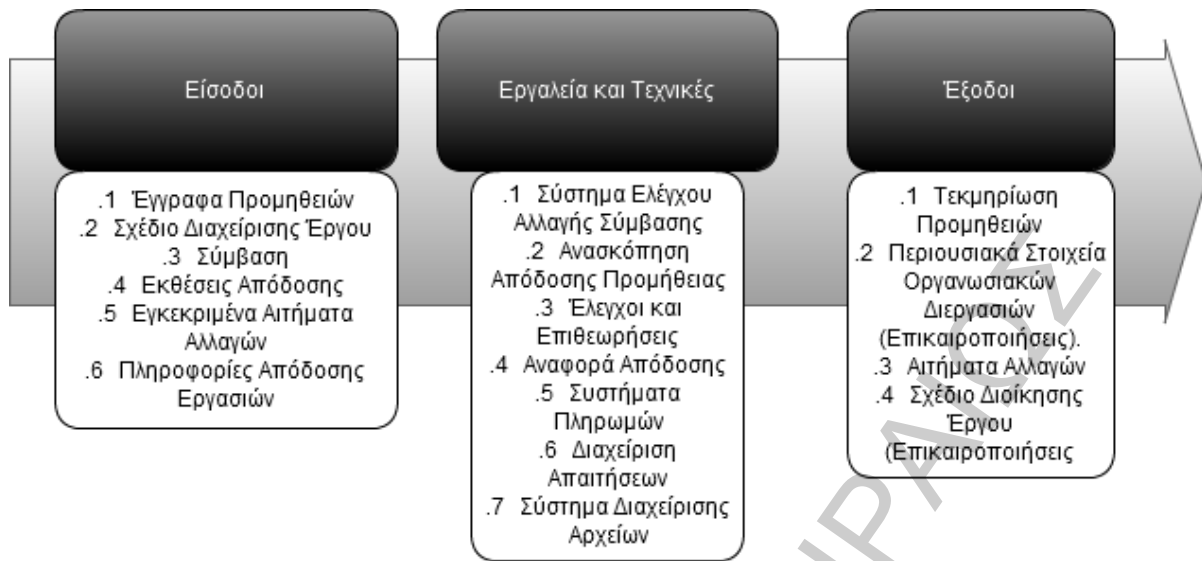 Είσοδοι
.1 Έγγραφα Προμηθειών
.2 Σχέδιο Διαχείρισης Έργου
.3 Σύμβαση
.4 Εκθέσεις Απόδοσης
.5 Εγκεκριμένα Αιτήματα
Αλλαγών
.6 Πληροφορίες Απόδοσης
Εργασιών
Εργαλεία και Τεχνικές
.1 Σύστημα Ελέγχου
Αλλαγής Σύμβασης
.2 Ανασκόπηση
Απόδοσης Προμήθειας
.3 Έλεγχοι και
Επιθεωρήσεις
.4 Αναφορά Απόδοσης
.5 Συστήματα
Πληρωμών
.6 Διαχείριση
Απαιτήσεων
.7 Σύστημα Διαχείρισης
Αρχείων
Έξοδοι
.1 Τεκμηρίωση
Προμηθειών
.2 Περιουσιακά Στοιχεία
Οργανωσιακών
Διεργασιών
(Επικαιροποιήσεις).
.3 Αιτήματα Αλλαγών
.4 Σχέδιο Διοίκησης
Έργου
(Επικαιροποιήσεις